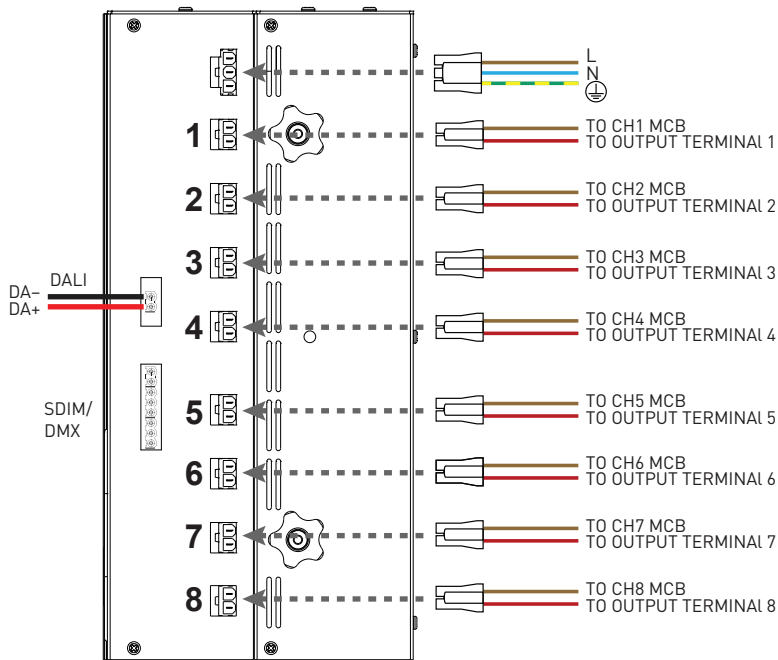 L
N
1
TO CH1 MCB
TO OUTPUT TERMINAl 1
2
TO CH2 MCB
TO OUTPUT TERMINAl 2
3
TO CH3 MCB
TO OUTPUT TERMINAl 3
DALI
DA–
DA+
4
TO CH4 MCB
TO OUTPUT TERMINAl 4
SDIM/
DMX
5
TO CH5 MCB
TO OUTPUT TERMINAl 5
6
TO CH6 MCB
TO OUTPUT TERMINAl 6
7
TO CH7 MCB
TO OUTPUT TERMINAl 7
8
TO CH8 MCB
TO OUTPUT TERMINAl 8